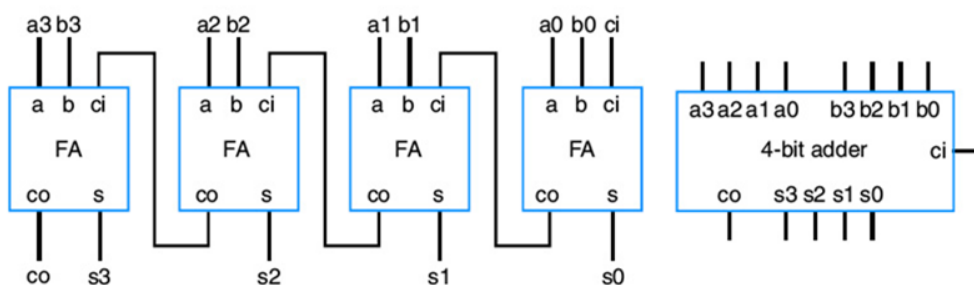 a3 b3 a2 b2 a1 b1 a0 b0 ci
a b ci a b ci a b ci a b ci a3 a2 a1 a0 b3 b2 b1 b0
FA FA FA FA 4-bit adder ci
co s co s co s co s co s3 s2 s1 s0
co s3 s2 s1 s0